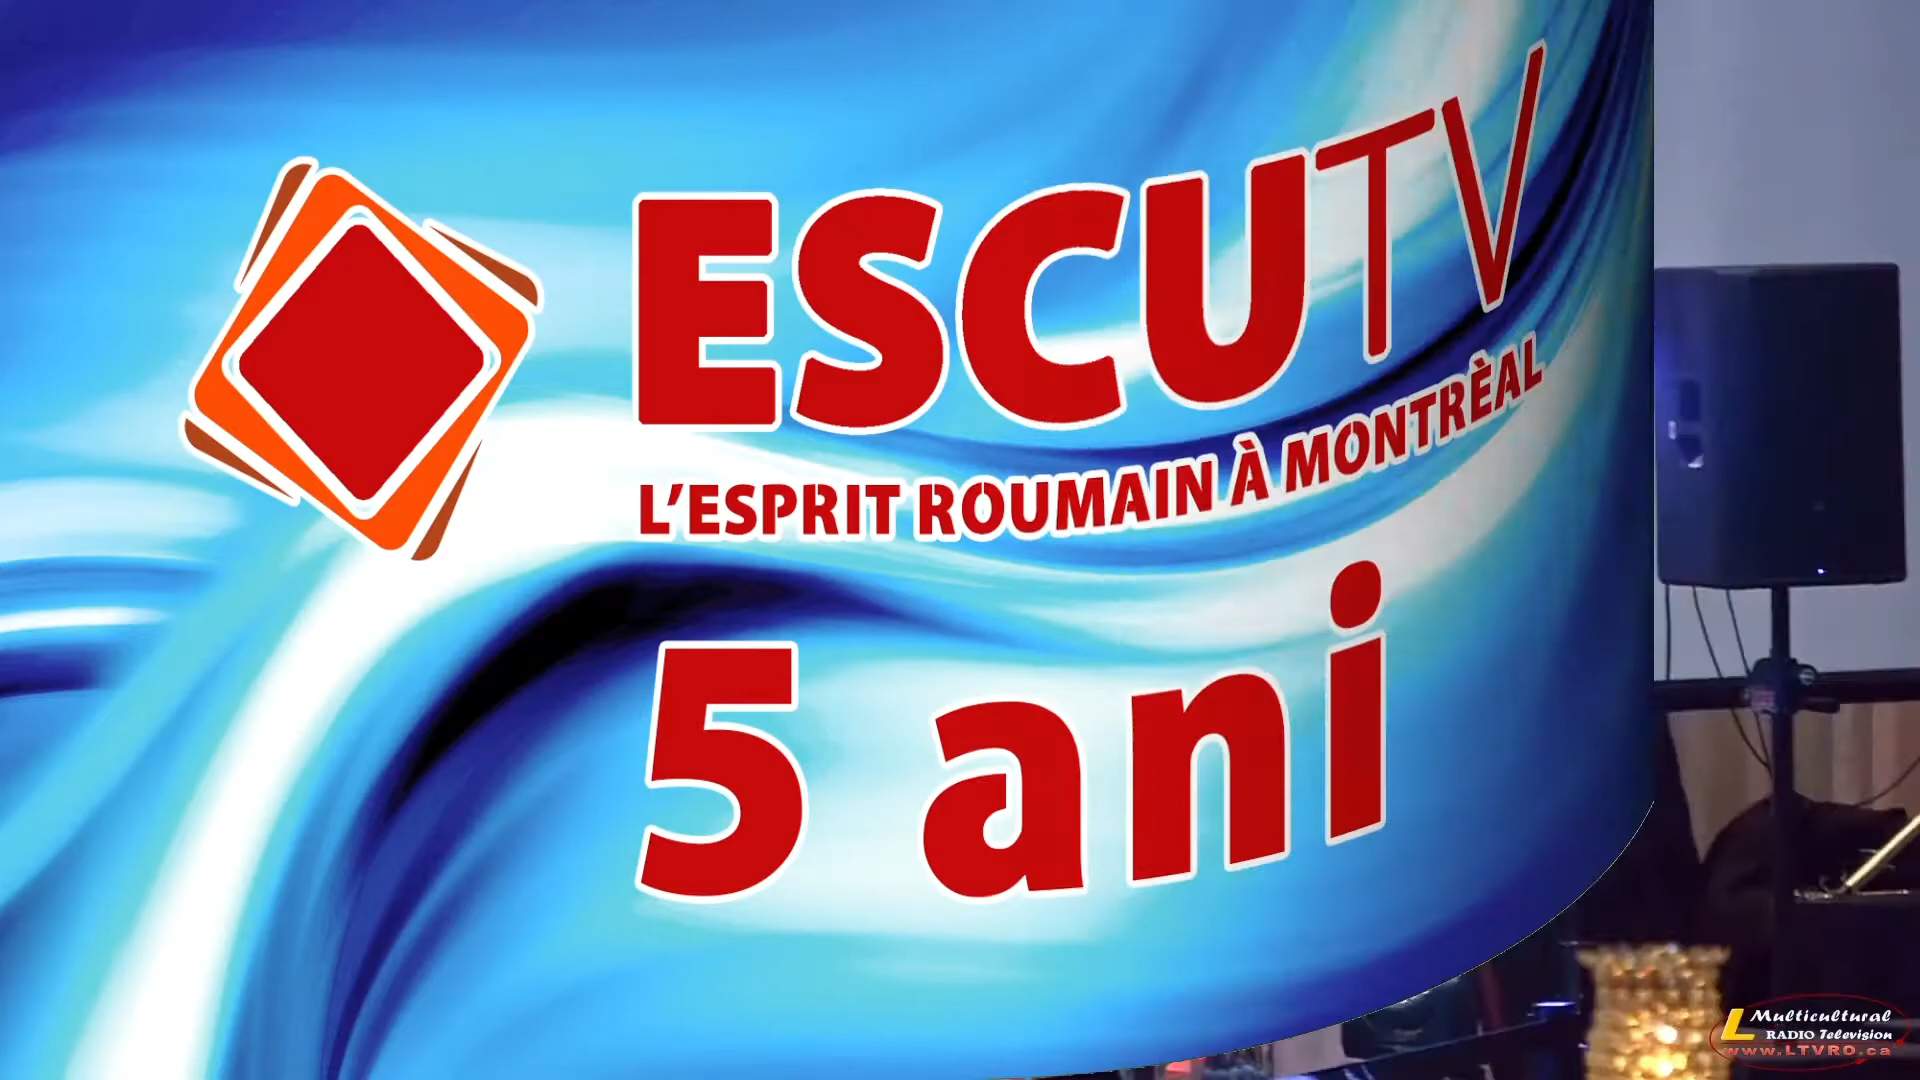 ESCUTV
L'ESPRIT ROUMAIN À MONTRÈAL
5 ani
L Multicultural
RADIO Television
www.LTVRO.ca